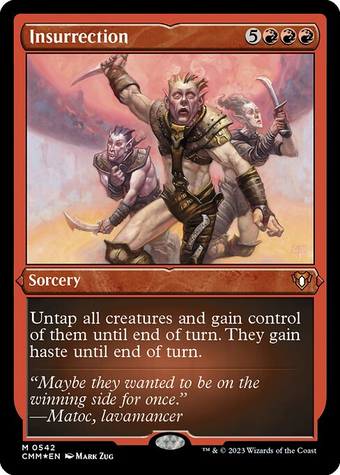 Insurrection 5
Sorcery
Untap all creatures and gain control
of them until end of turn. They gain
haste until end of turn.
“Maybe they wanted to be on the
winning side for once.”
—Matoc, lavamancer
M 0542
CMM★EN MARK ZUG
™ & © 2023 Wizards of the Coast